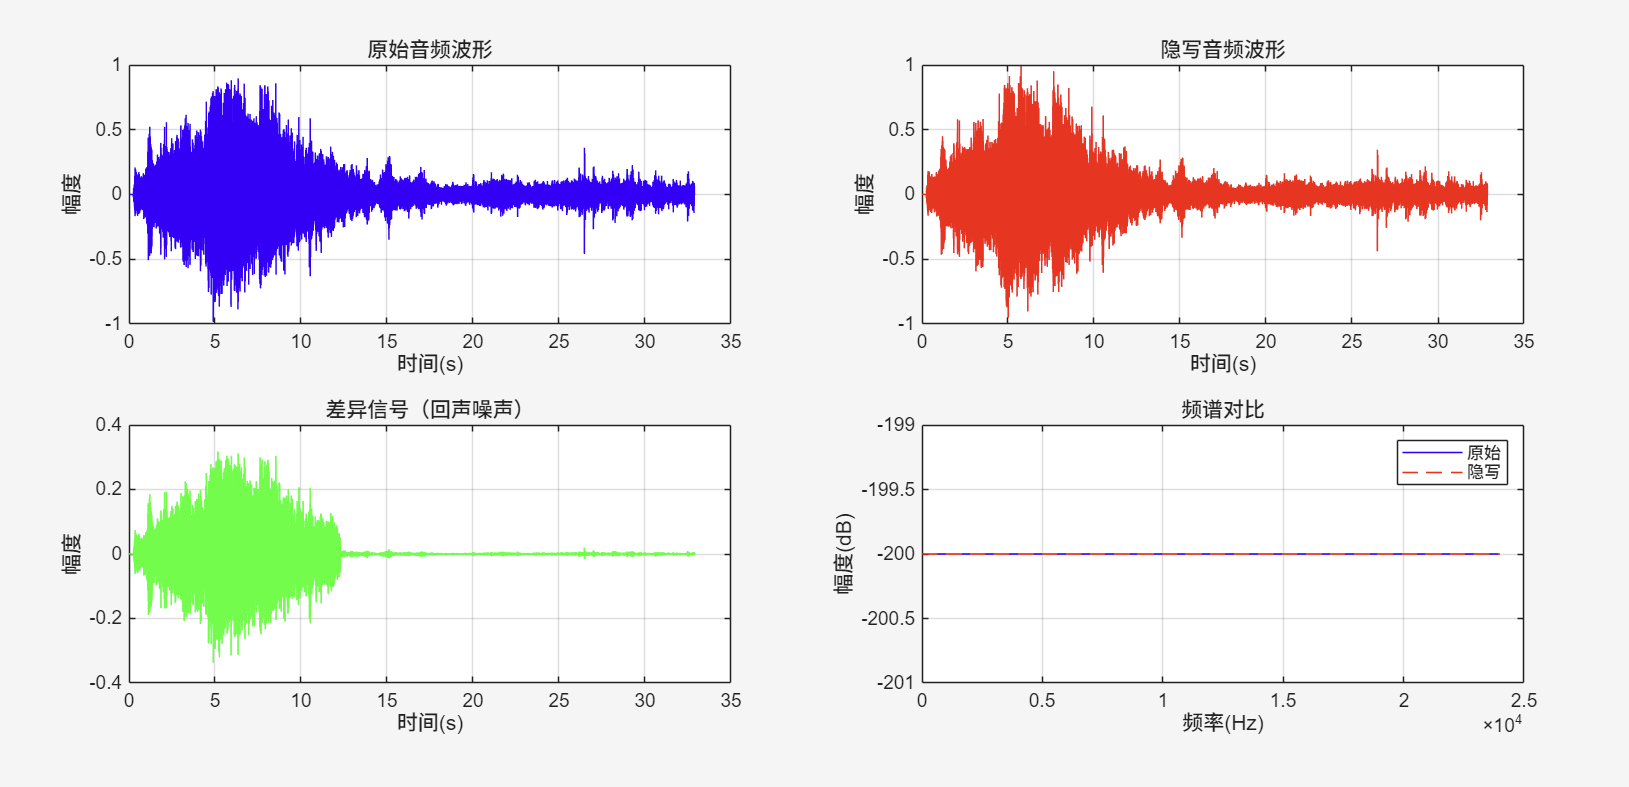 原始音频波形
1
0.5
0
-0.5
-1
幅度
0 5 10 15 20 25 30 35
时间(s)
隐写音频波形
1
0.5
0
-0.5
-1
幅度
0 5 10 15 20 25 30 35
时间(s)
差异信号（回声噪声）
0.4
0.2
0
-0.2
-0.4
幅度
0 5 10 15 20 25 30 35
时间(s)
频谱对比
-199
-199.5
-200
-200.5
-201
幅度(dB)
原始
隐写
0 0.5 1 1.5 2 2.5
频率(Hz)
×10⁴